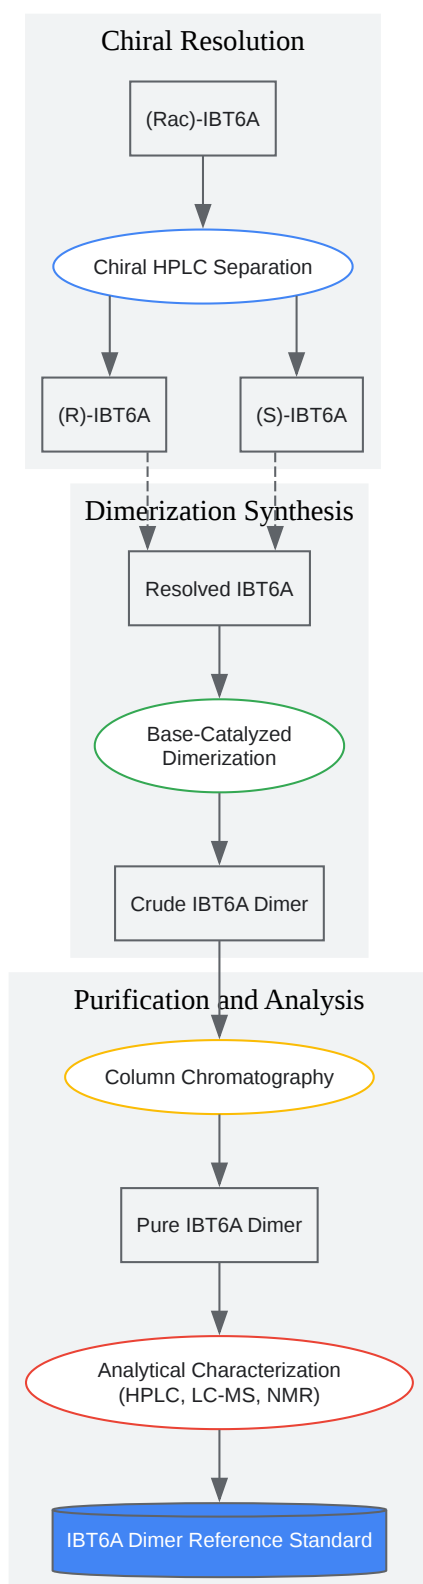 Chiral Resolution
(Rac)-IBT6A
Chiral HPLC Separation
(R)-IBT6A
(S)-IBT6A
Dimerization Synthesis
Resolved IBT6A
Base-Catalyzed
Dimerization
Crude IBT6A Dimer
Purification and Analysis
Column Chromatography
Pure IBT6A Dimer
Analytical Characterization
(HPLC, LC-MS, NMR)
IBT6A Dimer Reference Standard